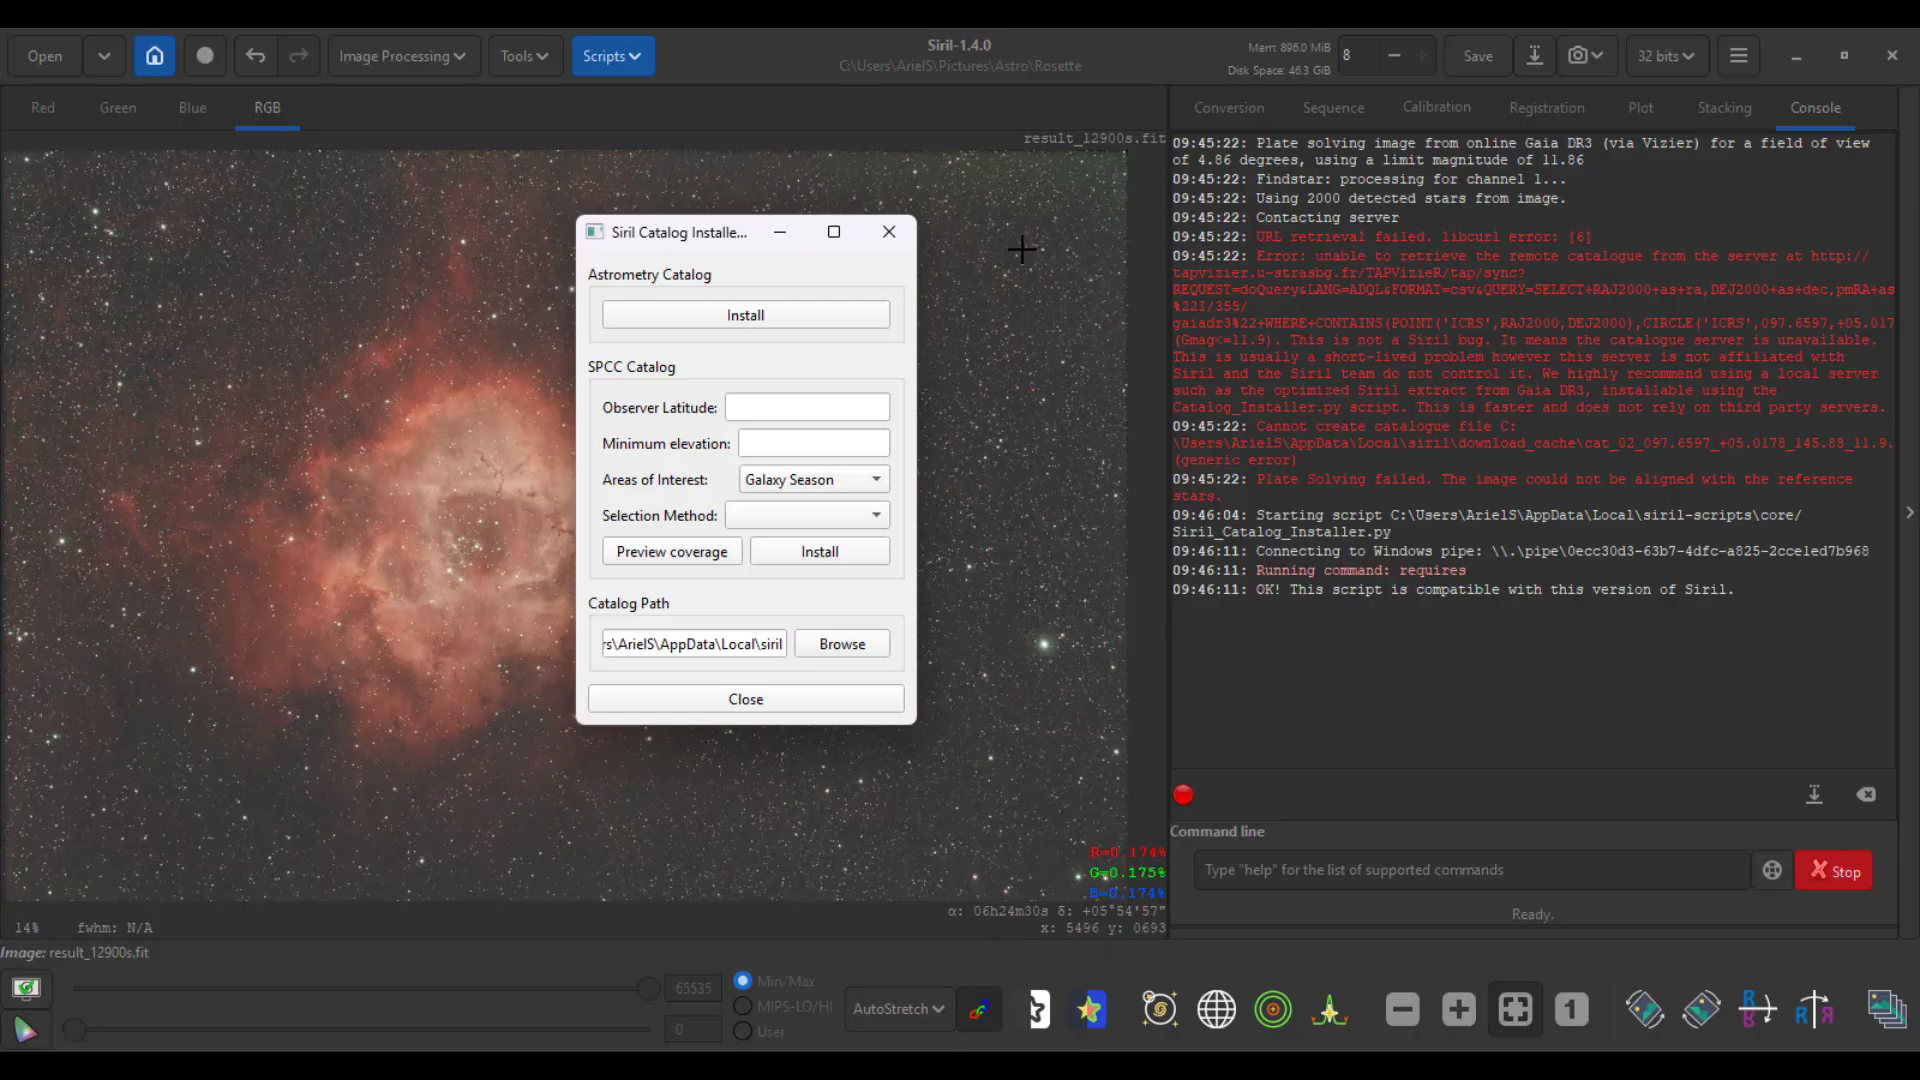 Open
Image Processing
Tools
Scripts
Siril-1.4.0
C:\Users\ArielS\Pictures\Astro\Rosette
Mem: 896.0 MiB
Disk Space: 46.3 GiB
8
Save
32 bits
Red
Green
Blue
RGB
Conversion
Sequence
Calibration
Registration
Plot
Stacking
Console
result_12900s.fit
09:45:22: Plate solving image from online Gaia DR3 (via Vizier) for a field of view
of 4.86 degrees, using a limit magnitude of 11.86
09:45:22: Findstar: processing for channel 1...
09:45:22: Using 2000 detected stars from image.
09:45:22: Contacting server
09:45:22: URL retrieval failed. libcurl error: [6]
09:45:22: Error: unable to retrieve the remote catalogue from the server at http://
tapvizier.u-strasbg.fr/TAPVizieR/tap/sync?
REQUEST=doQuery&LANG=ADQL&FORMAT=csv&QUERY=SELECT+RAJ2000+as+ra,DEJ2000+as+dec,pmRA+as
%22I/355/
gaiadr3%22+WHERE+CONTAINS(POINT('ICRS',RAJ2000,DEJ2000),CIRCLE('ICRS',097.6597,+05.017
(Gmag<=11.9). This is not a Siril bug. It means the catalogue server is unavailable.
This is usually a short-lived problem however this server is not affiliated with
Siril and the Siril team do not control it. We highly recommend using a local server
such as the optimized Siril extract from Gaia DR3, installable using the
Catalog_Installer.py script. This is faster and does not rely on third party servers.
09:45:22: Cannot create catalogue file C:
\Users\ArielS\AppData\Local\siril\download_cache\cat_02_097.6597_+05.0178_145.88_11.9.
(generic error)
09:45:22: Plate Solving failed. The image could not be aligned with the reference
stars.
09:46:04: Starting script C:\Users\ArielS\AppData\Local\siril-scripts\core/
Siril_Catalog_Installer.py
09:46:11: Connecting to Windows pipe: \\.\pipe\0ecc30d3-63b7-4dfc-a825-2cce1ed7b968
09:46:11: Running command: requires
09:46:11: OK! This script is compatible with this version of Siril.
Siril Catalog Installe...
Astrometry Catalog
Install
SPCC Catalog
Observer Latitude:
Minimum elevation:
Areas of Interest:
Galaxy Season
Selection Method:
Preview coverage
Install
Catalog Path
rs\ArielS\AppData\Local\siril
Browse
Close
Command line
Type "help" for the list of supported commands
Stop
Ready.
R=0.174%
G=0.175%
B=0.174%
α: 06h24m30s δ: +05°54'57"
x: 5496 y: 0693
14%
fwhm: N/A
Image: result_12900s.fit
65535
0
Min/Max
MIPS-LO/HI
User
AutoStretch
1
R
R
R
R